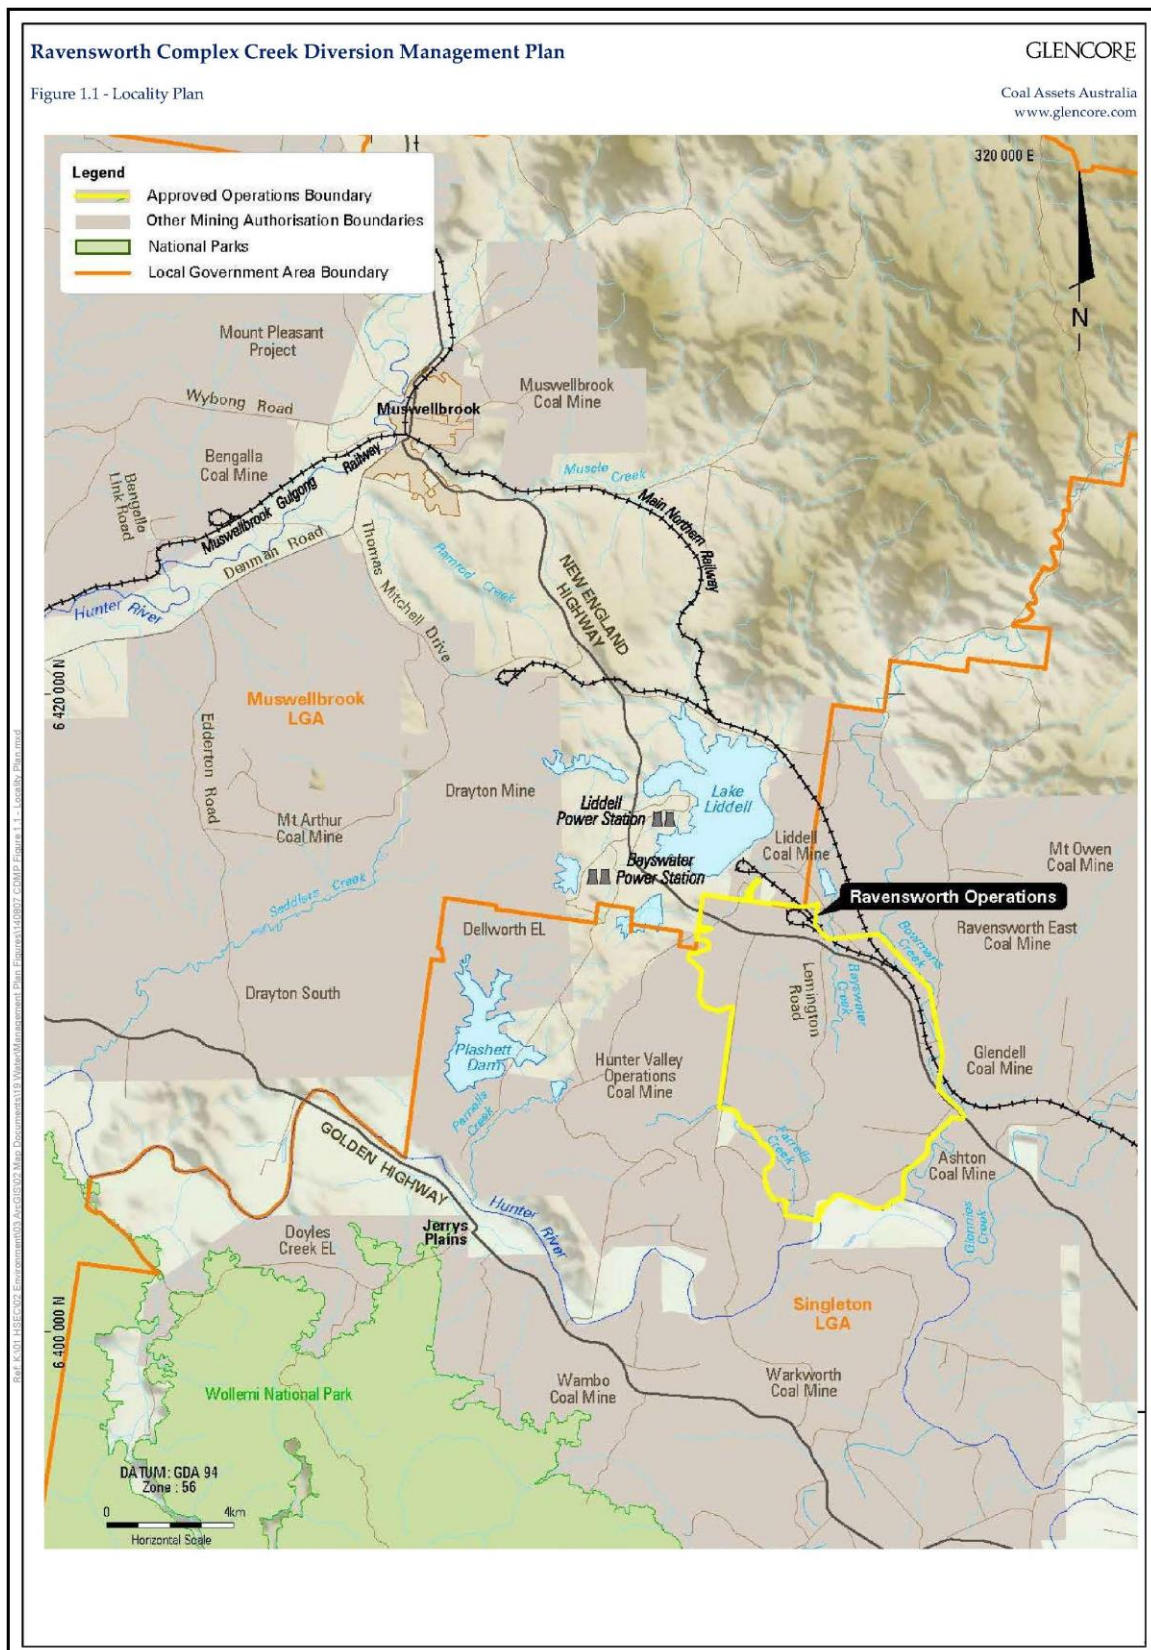 Ravensworth Complex Creek Diversion Management Plan
GLENCORE
Figure 1.1 - Locality Plan
Coal Assets Australia
www.glencore.com
320 000 E
Legend
Approved Operations Boundary
Other Mining Authorisation Boundaries
National Parks
Local Government Area Boundary
N
Mount Pleasant
Project
Wybong Road
Muswellbrook
Muswellbrook
Coal Mine
Bengalla
Coal Mine
Bengalla
Link Road
Muswellbrook Gulgong Railway
Muscle Creek
Main Northern Railway
Denman Road
Thomas Mitchell Drive
Ramrod Creek
NEW ENGLAND
HIGHWAY
Hunter River
6 420 000 N
Muswellbrook
LGA
Edderton Road
Drayton Mine
Mt Arthur
Coal Mine
Lake
Liddell
Liddell
Power Station
Bayswater
Power Station
Liddell
Coal Mine
Mt Owen
Coal Mine
Ravensworth Operations
Saddlers Creek
Dellworth EL
Bowmans
Creek
Ravensworth East
Coal Mine
Lemington
Road
Bayswater
Creek
Drayton South
Plashett
Dam
Hunter Valley
Operations
Coal Mine
Glendell
Coal Mine
Parnells
Creek
Farrells
Creek
Ashton
Coal Mine
GOLDEN HIGHWAY
Hunter River
Glennies
Creek
Doyles
Creek EL
Jerrys
Plains
Singleton
LGA
6 400 000 N
Wollemi National Park
Wambo
Coal Mine
Warkworth
Coal Mine
DATUM: GDA 94
Zone : 56
0 4km
Horizontal Scale